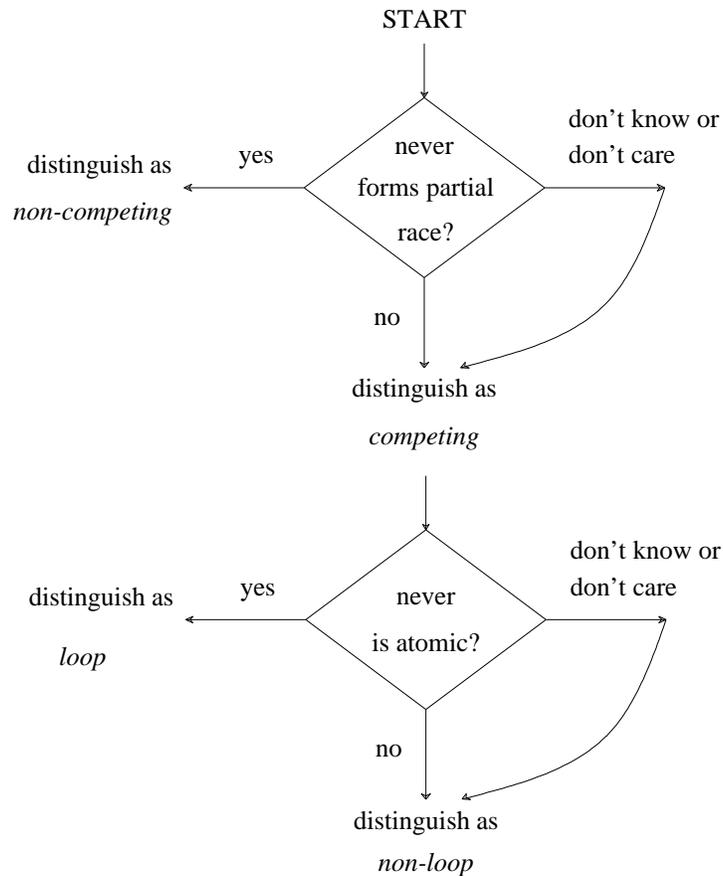 START
never
forms partial
race?
yes
distinguish as
non-competing
don't know or
don't care
no
distinguish as
competing
never
is atomic?
yes
distinguish as
loop
don't know or
don't care
no
distinguish as
non-loop